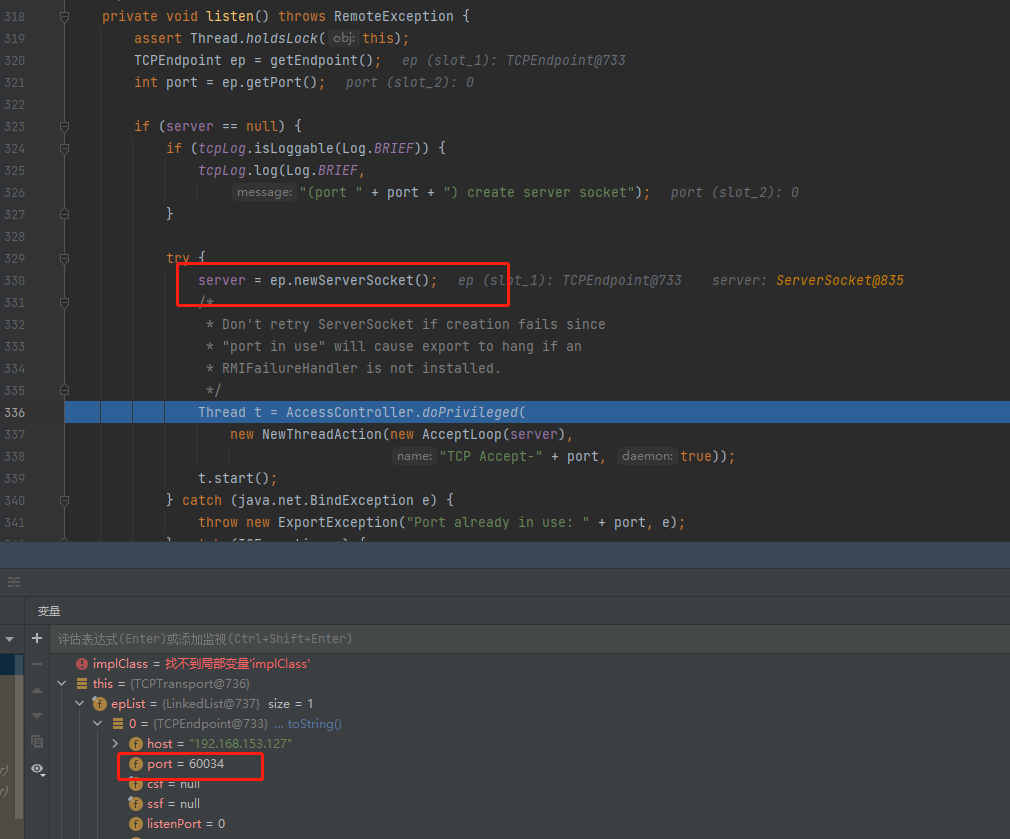 318 private void listen() throws RemoteException {
319 assert Thread.holdsLock( obj: this);
320 TCPEndpoint ep = getEndpoint(); ep (slot_1): TCPEndpoint@733
321 int port = ep.getPort(); port (slot_2): 0
322
323 if (server == null) {
324 if (tcpLog.isLoggable(Log.BRIEF)) {
325 tcpLog.log(Log.BRIEF,
326 message: "(port " + port + ") create server socket"); port (slot_2): 0
327 }
328
329 try {
330 server = ep.newServerSocket(); ep (slot_1): TCPEndpoint@733 server: ServerSocket@835
331 /*
332 * Don't retry ServerSocket if creation fails since
333 * "port in use" will cause export to hang if an
334 * RMIFailureHandler is not installed.
335 */
336 Thread t = AccessController.doPrivileged(
337 new NewThreadAction(new AcceptLoop(server),
338 name: "TCP Accept-" + port, daemon: true));
339 t.start();
340 } catch (java.net.BindException e) {
341 throw new ExportException("Port already in use: " + port, e);
变量
评估表达式(Enter)或添加监视(Ctrl+Shift+Enter)
implClass = 找不到局部变量'implClass'
this = {TCPTransport@736}
epList = {LinkedList@737} size = 1
0 = {TCPEndpoint@733} ... toString()
host = "192.168.153.127"
port = 60034
csf = null
ssf = null
listenPort = 0